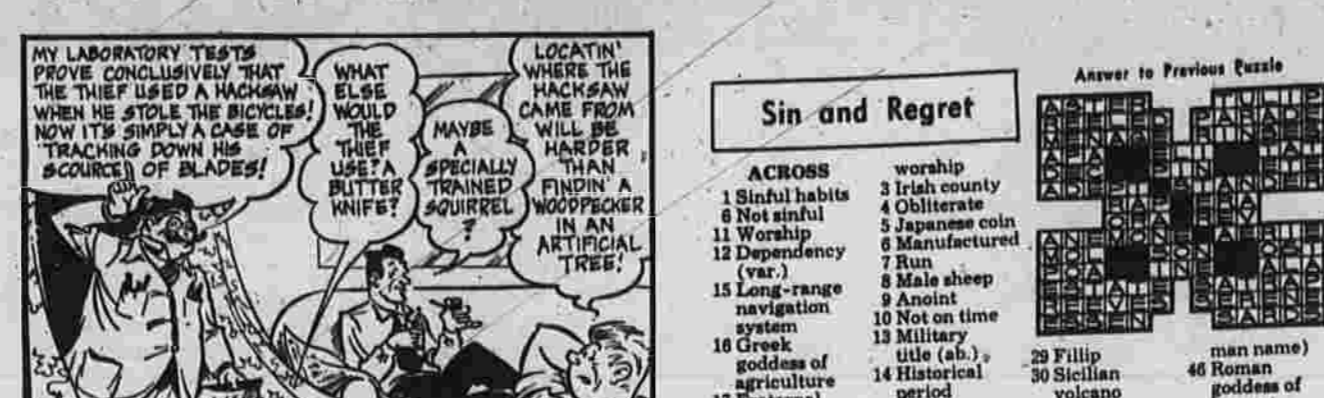 MY LABORATORY TESTS
PROVE CONCLUSIVELY THAT
THE THIEF USED A HACKSAW
WHEN HE STOLE THE BICYCLES!
NOW IT'S SIMPLY A CASE OF
TRACKING DOWN HIS
SCOURCE OF BLADES!
WHAT
ELSE
WOULD
THE
THIEF
USE? A
BUTTER
KNIFE?
MAYBE
A
SPECIALLY
TRAINED
SQUIRREL
?
LOCATIN'
WHERE THE
HACKSAW
CAME FROM
WILL BE
HARDER
THAN
FINDIN' A
WOODPECKER
IN AN
ARTIFICIAL
TREE!
Sin and Regret
ACROSS
1 Sinful habits
6 Not sinful
11 Worship
12 Dependency
(var.)
15 Long-range
navigation
system
16 Greek
goddess of
agriculture
worship
3 Irish county
4 Obliterate
5 Japanese coin
6 Manufactured
7 Run
8 Male sheep
9 Anoint
10 Not on time
13 Military
title (ab.)
14 Historical
period
Answer to Previous Puzzle
29 Fillip
30 Sicilian
volcano
man name)
46 Roman
goddess of